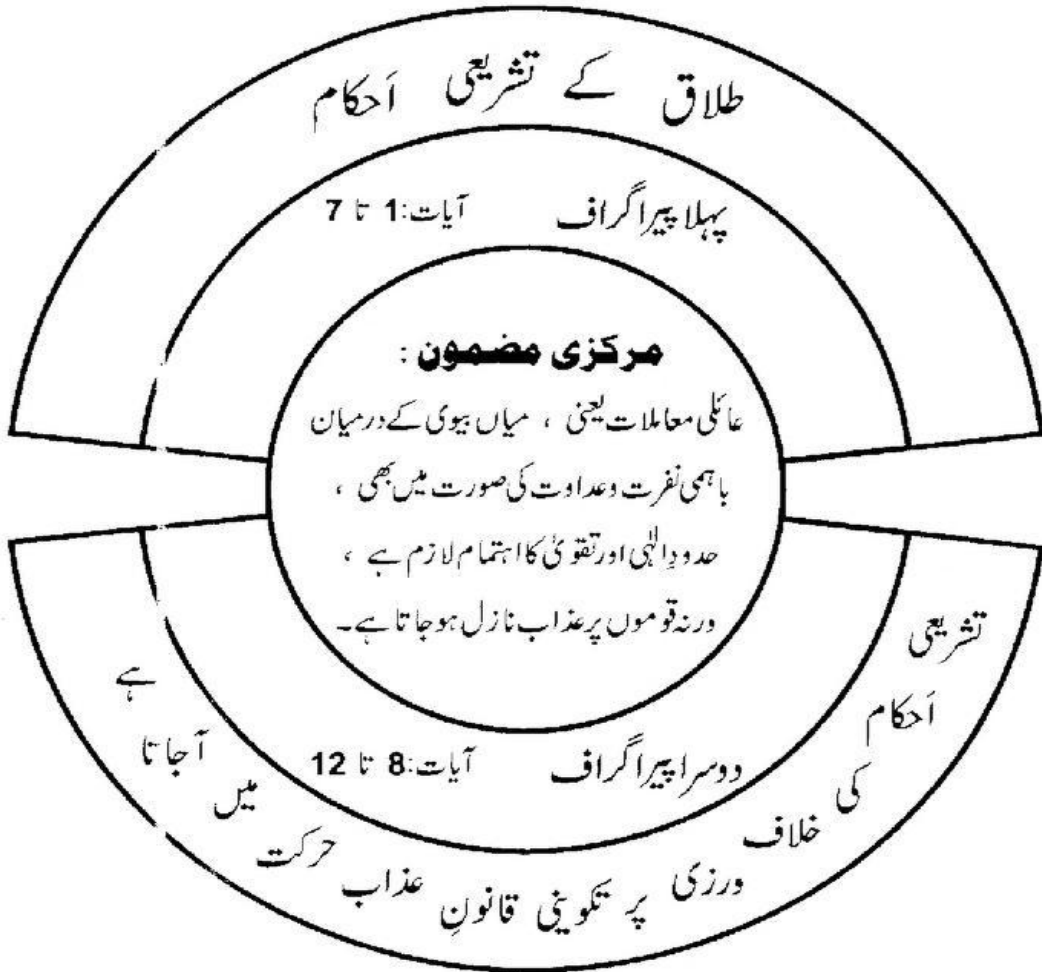 طلاق کے تشریعی اَحکام
پہلا پیراگراف آیات:1 تا 7
مرکزی مضمون :
عائلی معاملات یعنی ، میاں بیوی کے درمیان
باہمی نفرت وعداوت کی صورت میں بھی ،
حدودِالٰہی اور تقویٰ کا اہتمام لازم ہے ،
ورنہ قوموں پر عذاب نازل ہوجاتا ہے۔
دوسرا پیراگراف آیات:8 تا 12
تشریعی اَحکام کی خلاف ورزی پر تکوینی قانونِ عذاب حرکت میں آجاتا ہے